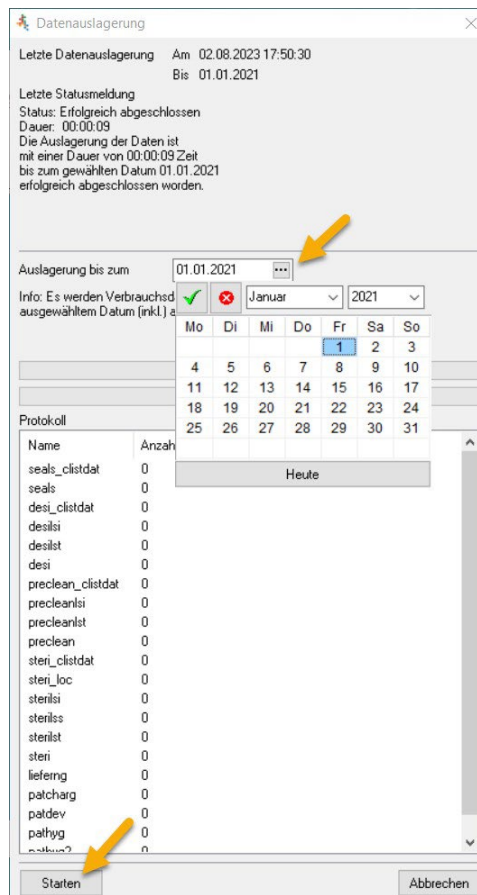 Datenauslagerung
Letzte Datenauslagerung Am 02.08.2023 17:50:30
Bis 01.01.2021
Letzte Statusmeldung
Status: Erfolgreich abgeschlossen
Dauer: 00:00:09
Die Auslagerung der Daten ist
mit einer Dauer von 00:00:09 Zeit
bis zum gewählten Datum 01.01.2021
erfolgreich abgeschlossen worden.
Auslagerung bis zum 01.01.2021 ...
Info: Es werden Verbrauchsd
ausgewähltem Datum (inkl.) a
Januar 2021
Mo Di Mi Do Fr Sa So
1 2 3
4 5 6 7 8 9 10
11 12 13 14 15 16 17
18 19 20 21 22 23 24
25 26 27 28 29 30 31
Heute
Protokoll
Name Anzah
seals_clistdat 0
seals 0
desi_clistdat 0
desilsi 0
desilst 0
desi 0
preclean_clistdat 0
precleanlsi 0
precleanlst 0
preclean 0
steri_clistdat 0
steri_loc 0
sterilsi 0
sterilss 0
sterilst 0
steri 0
lieferng 0
patcharg 0
patdev 0
pathyg 0
pathyg2 0
Starten Abbrechen